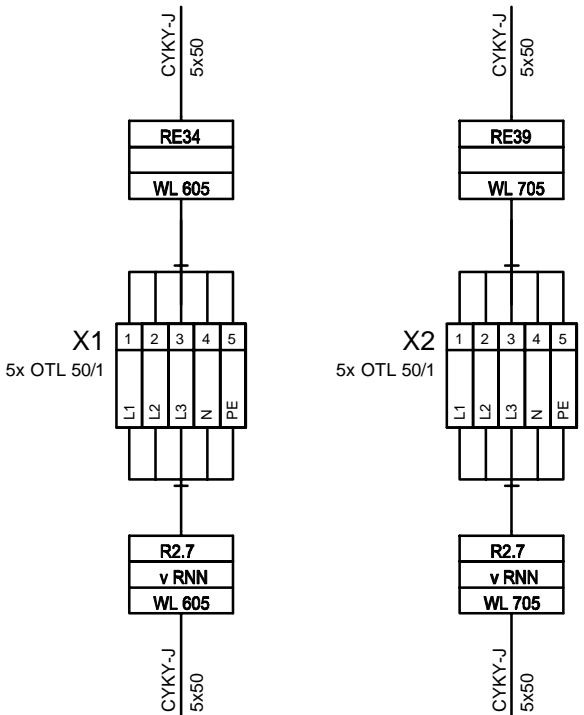 CYKY-J
5x50
RE34
WL 605
X1
5x OTL 50/1
1 2 3 4 5
L1 L2 L3 N PE
R2.7
v RNN
WL 605
CYKY-J
5x50
CYKY-J
5x50
RE39
WL 705
X2
5x OTL 50/1
1 2 3 4 5
L1 L2 L3 N PE
R2.7
v RNN
WL 705
CYKY-J
5x50